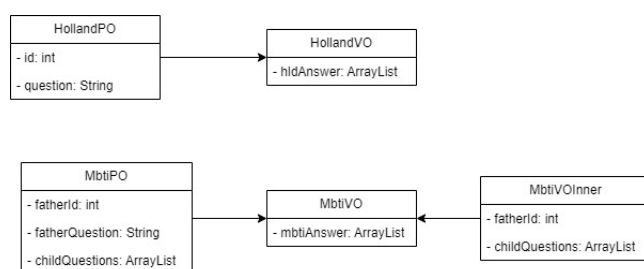 HollandPO
- id: int
- question: String
HollandVO
- hldAnswer: ArrayList
MbtiPO
- fatherId: int
- fatherQuestion: String
- childQuestions: ArrayList
MbtiVO
- mbtiAnswer: ArrayList
MbtiVOInner
- fatherId: int
- childQuestions: ArrayList